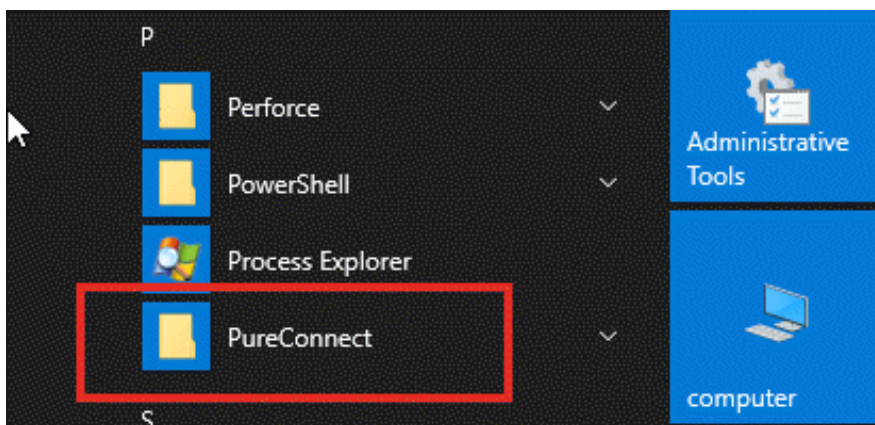 P
Perforce
PowerShell
Process Explorer
PureConnect
S
Administrative
Tools
computer